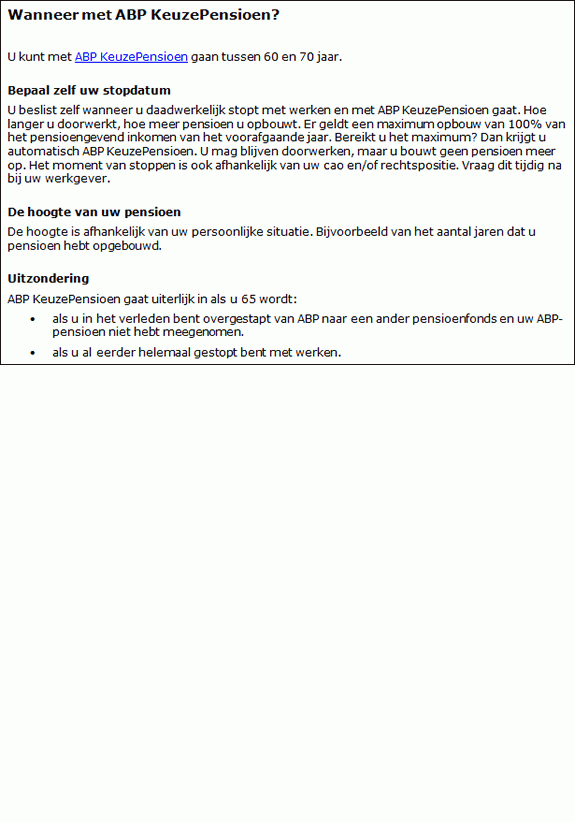 Wanneer met ABP KeuzePensioen?
U kunt met ABP KeuzePensioen gaan tussen 60 en 70 jaar.
Bepaal zelf uw stopdatum
U beslist zelf wanneer u daadwerkelijk stopt met werken en met ABP KeuzePensioen gaat. Hoe
langer u doorwerkt, hoe meer pensioen u opbouwt. Er geldt een maximum opbouw van 100% van
het pensioengevend inkomen van het voorafgaande jaar. Bereikt u het maximum? Dan krijgt u
automatisch ABP KeuzePensioen. U mag blijven doorwerken, maar u bouwt geen pensioen meer
op. Het moment van stoppen is ook afhankelijk van uw cao en/of rechtspositie. Vraag dit tijdig na
bij uw werkgever.
De hoogte van uw pensioen
De hoogte is afhankelijk van uw persoonlijke situatie. Bijvoorbeeld van het aantal jaren dat u
pensioen hebt opgebouwd.
Uitzondering
ABP KeuzePensioen gaat uiterlijk in als u 65 wordt:
• als u in het verleden bent overgestapt van ABP naar een ander pensioenfonds en uw ABP-
pensioen niet hebt meegenomen.
• als u al eerder helemaal gestopt bent met werken.